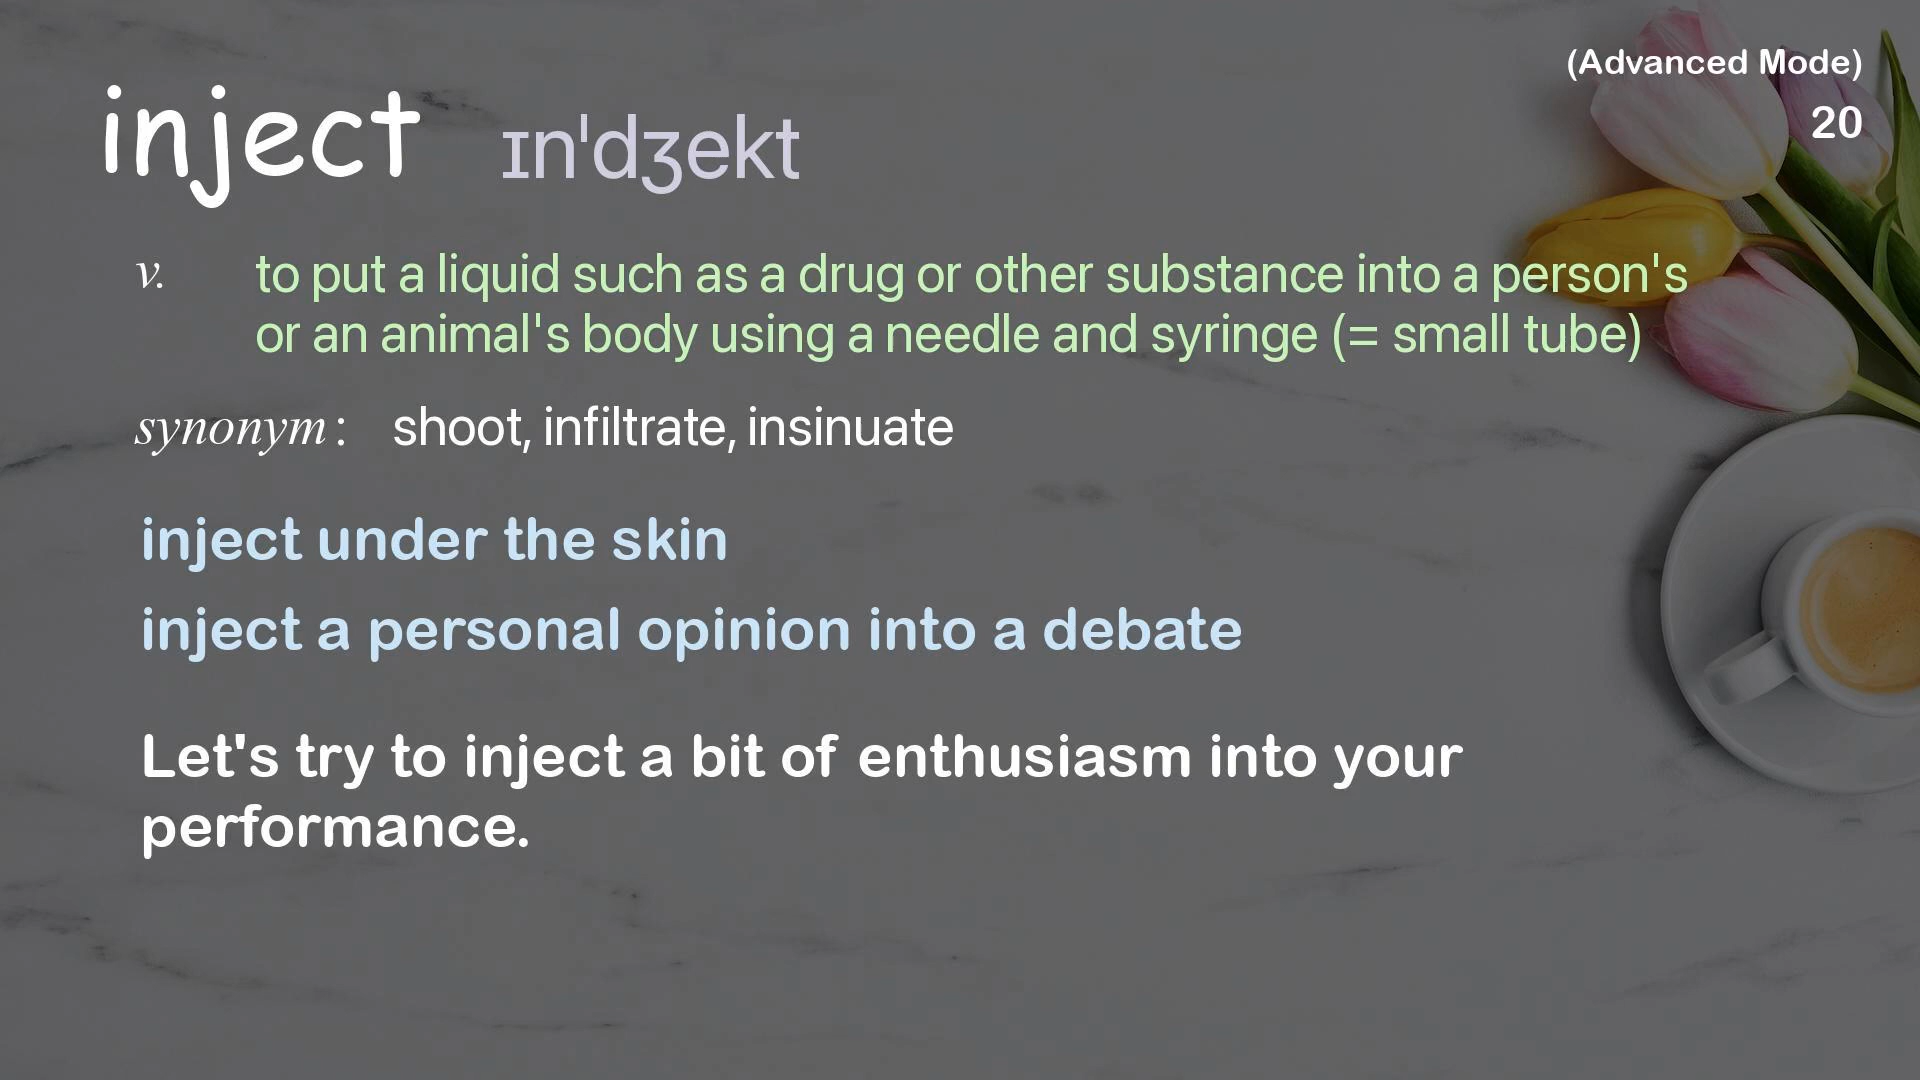 (Advanced Mode)
inject ɪn'dʒekt
20
v. to put a liquid such as a drug or other substance into a person's
or an animal's body using a needle and syringe (= small tube)
synonym: shoot, infiltrate, insinuate
inject under the skin
inject a personal opinion into a debate
Let's try to inject a bit of enthusiasm into your
performance.